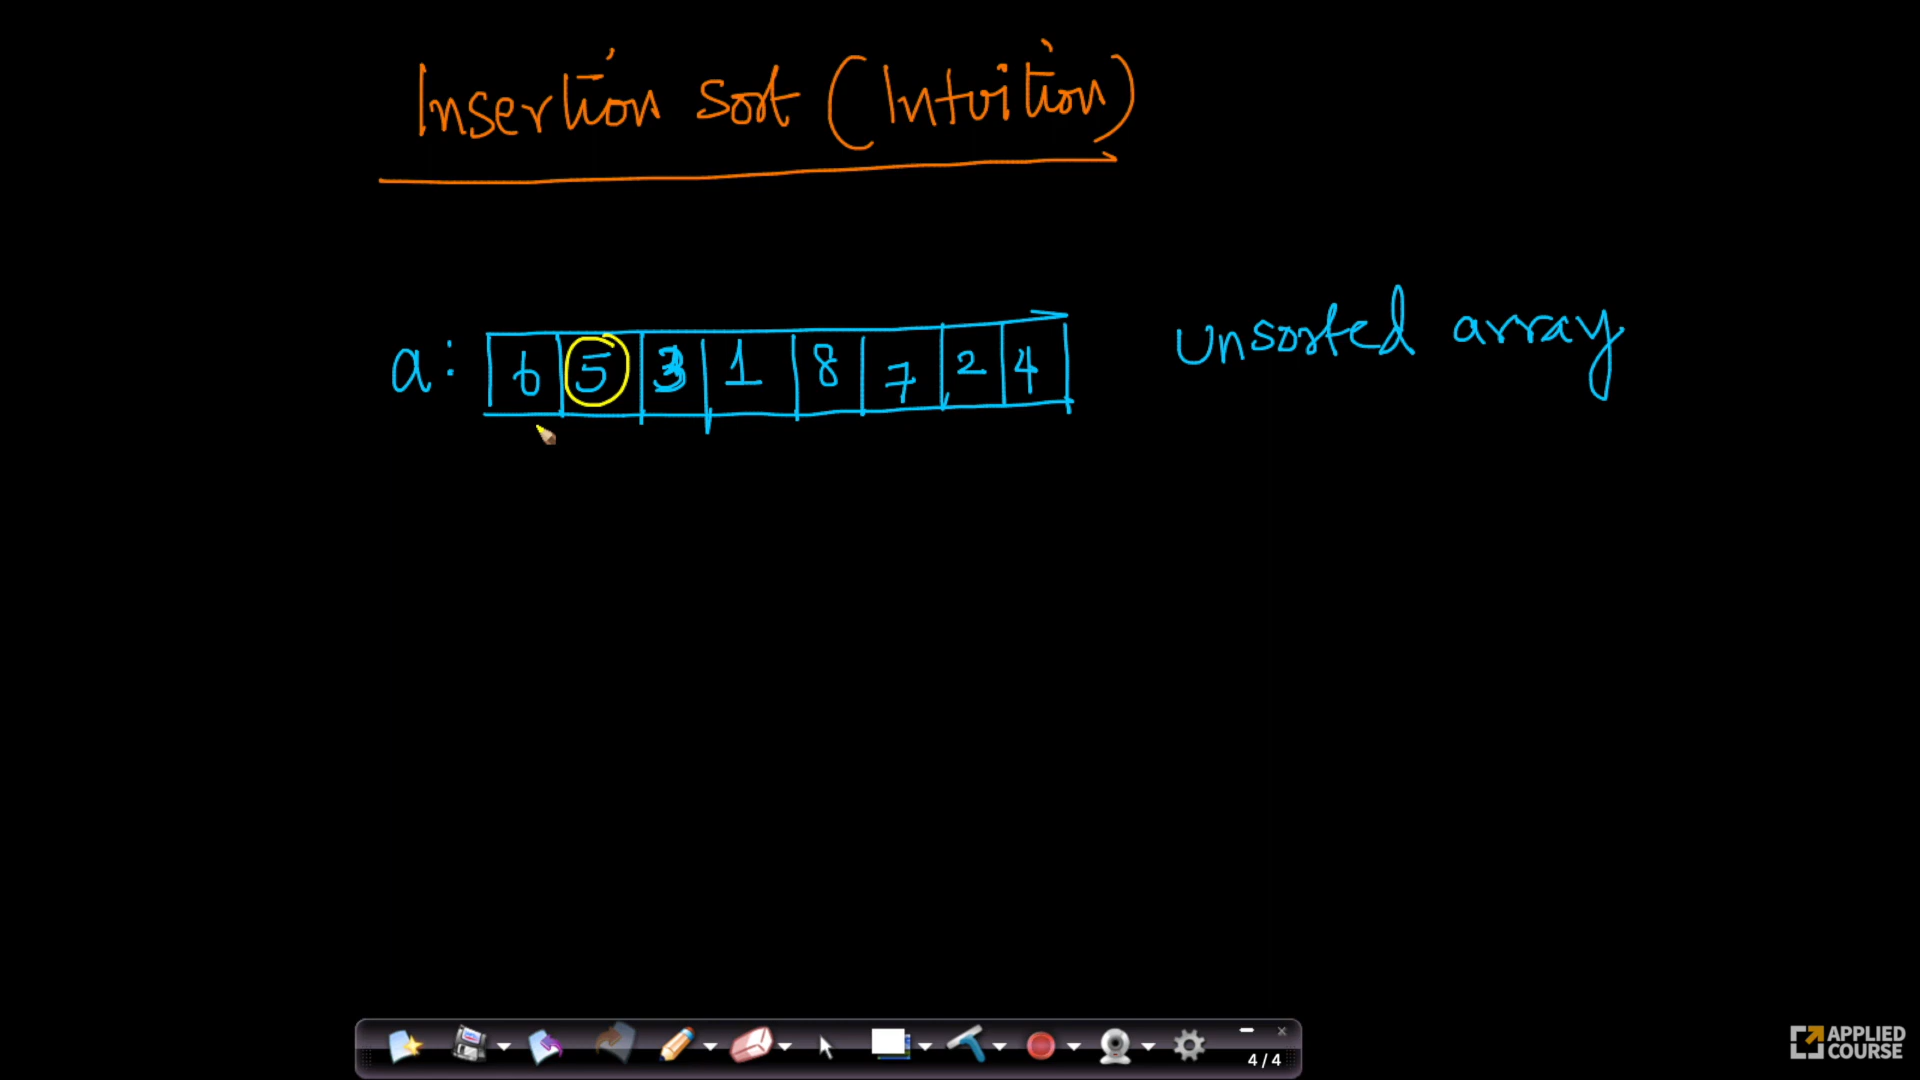 Insertion sort (Intuition)
a: 6 5 3 1 8 7 2 4 unsorted array
4/4
APPLIED
COURSE